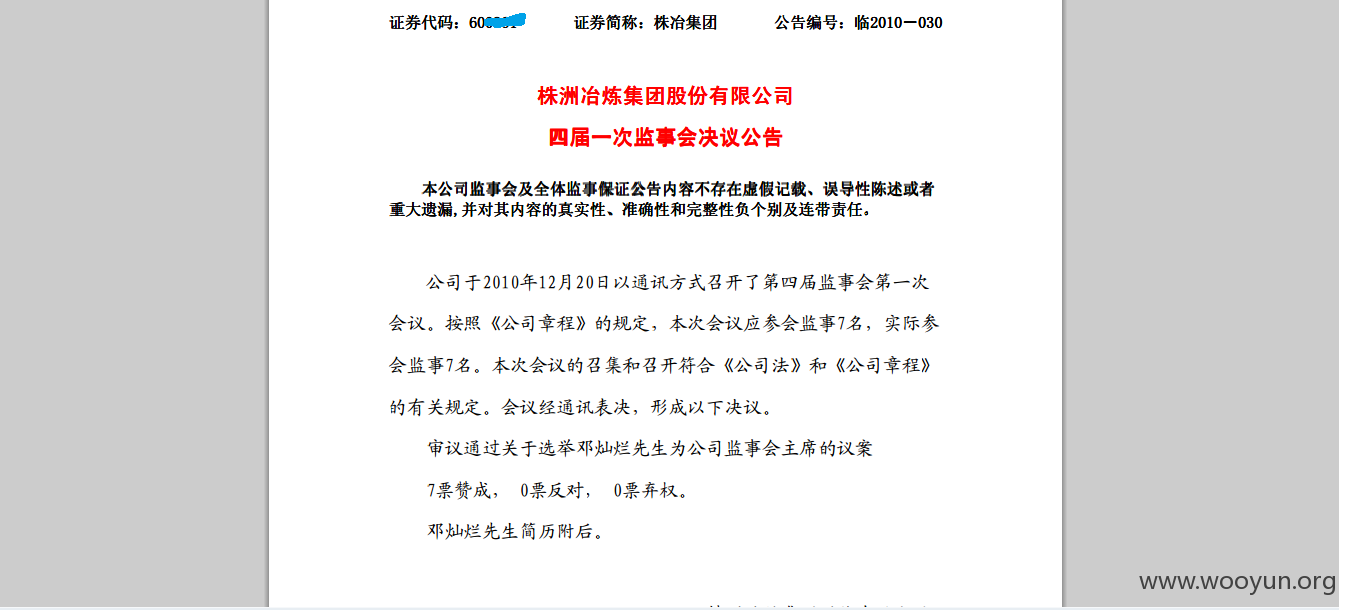 证券代码：600 证券简称：株冶集团 公告编号：临2010－030
株洲冶炼集团股份有限公司
四届一次监事会决议公告
本公司监事会及全体监事保证公告内容不存在虚假记载、误导性陈述或者
重大遗漏,并对其内容的真实性、准确性和完整性负个别及连带责任。
公司于2010年12月20日以通讯方式召开了第四届监事会第一次
会议。按照《公司章程》的规定，本次会议应参会监事7名，实际参
会监事7名。本次会议的召集和召开符合《公司法》和《公司章程》
的有关规定。会议经通讯表决，形成以下决议。
审议通过关于选举邓灿烂先生为公司监事会主席的议案
7票赞成， 0票反对， 0票弃权。
邓灿烂先生简历附后。
www.wooyun.org